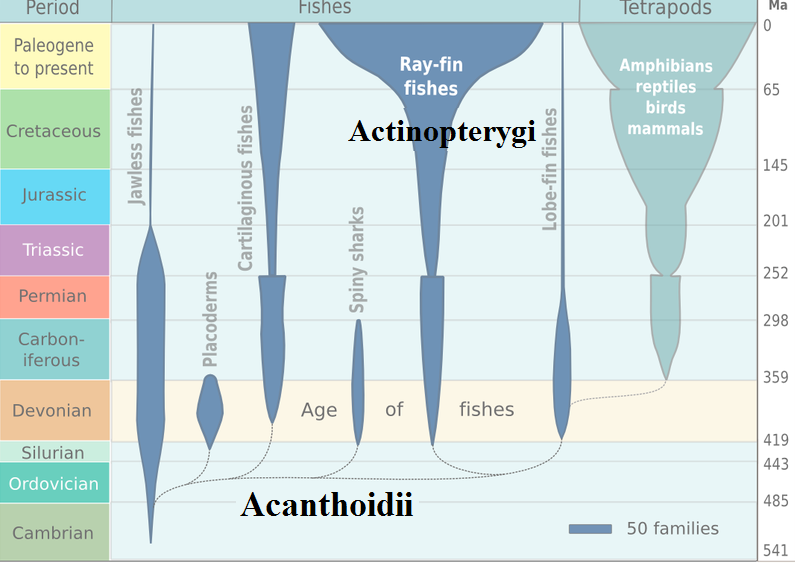 Period
Fishes
Tetrapods
Ma
Paleogene
to present
Cretaceous
Jurassic
Triassic
Permian
Carbon-
iferous
Devonian
Silurian
Ordovician
Cambrian
Jawless fishes
Placoderms
Cartilaginous fishes
Spiny sharks
Ray-fin
fishes
Actinopterygi
Lobe-fin fishes
Amphibians
reptiles
birds
mammals
Age of fishes
Acanthoidii
50 families
0
65
145
201
252
298
359
419
443
485
541